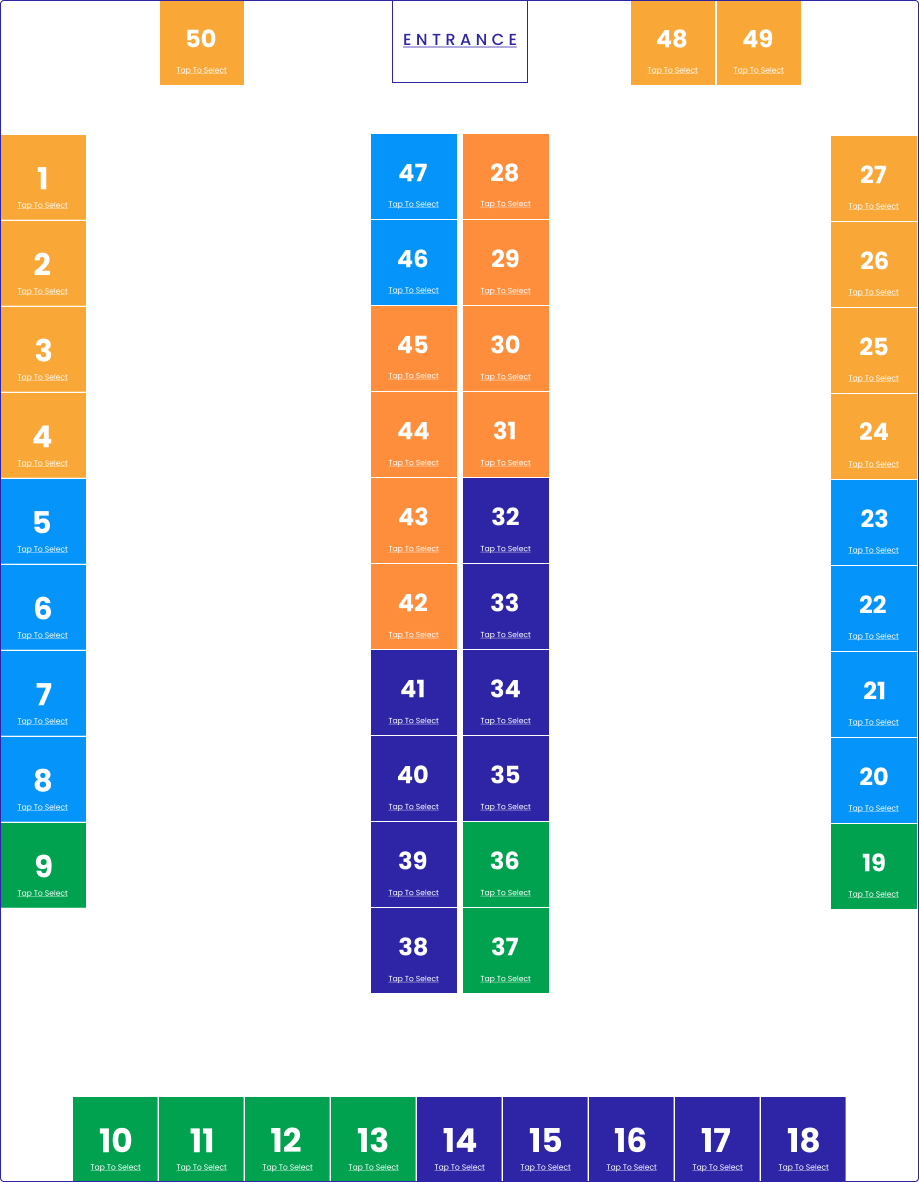 50
Tap To Select
ENTRANCE
48
Tap To Select
49
Tap To Select
1
Tap To Select
2
Tap To Select
3
Tap To Select
4
Tap To Select
5
Tap To Select
6
Tap To Select
7
Tap To Select
8
Tap To Select
9
Tap To Select
47
Tap To Select
46
Tap To Select
45
Tap To Select
44
Tap To Select
43
Tap To Select
42
Tap To Select
41
Tap To Select
40
Tap To Select
39
Tap To Select
38
Tap To Select
28
Tap To Select
29
Tap To Select
30
Tap To Select
31
Tap To Select
32
Tap To Select
33
Tap To Select
34
Tap To Select
35
Tap To Select
36
Tap To Select
37
Tap To Select
27
Tap To Select
26
Tap To Select
25
Tap To Select
24
Tap To Select
23
Tap To Select
22
Tap To Select
21
Tap To Select
20
Tap To Select
19
Tap To Select
10
Tap To Select
11
Tap To Select
12
Tap To Select
13
Tap To Select
14
Tap To Select
15
Tap To Select
16
Tap To Select
17
Tap To Select
18
Tap To Select